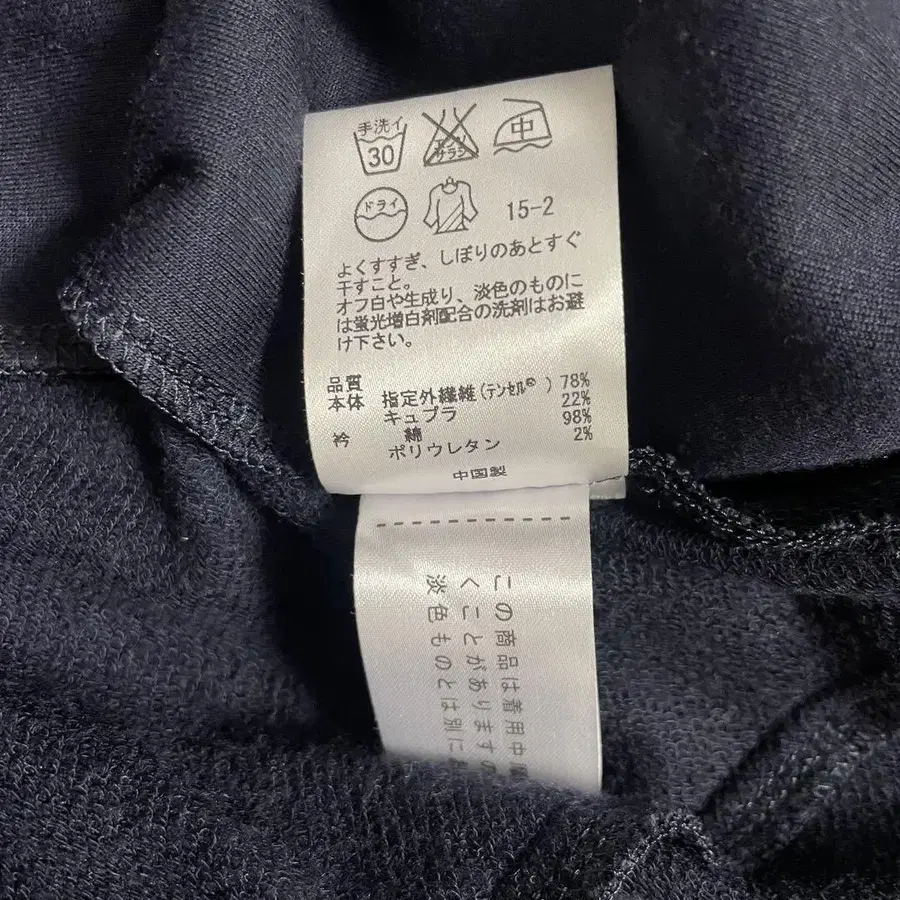 手洗イ
30
エンソ
サラシ
中
ドライ
15-2
よくすすぎ、しぼりのあとすぐ
干すこと。
オフ白や生成り、淡色のものに
は蛍光増白剤配合の洗剤はお避
け下さい。
品質
本体 指定外繊維(テンセル®) 78%
キュプラ 22%
衿 綿 98%
ポリウレタン 2%
中国製
この商品は着用中
くことがあります
淡色ものとは別に